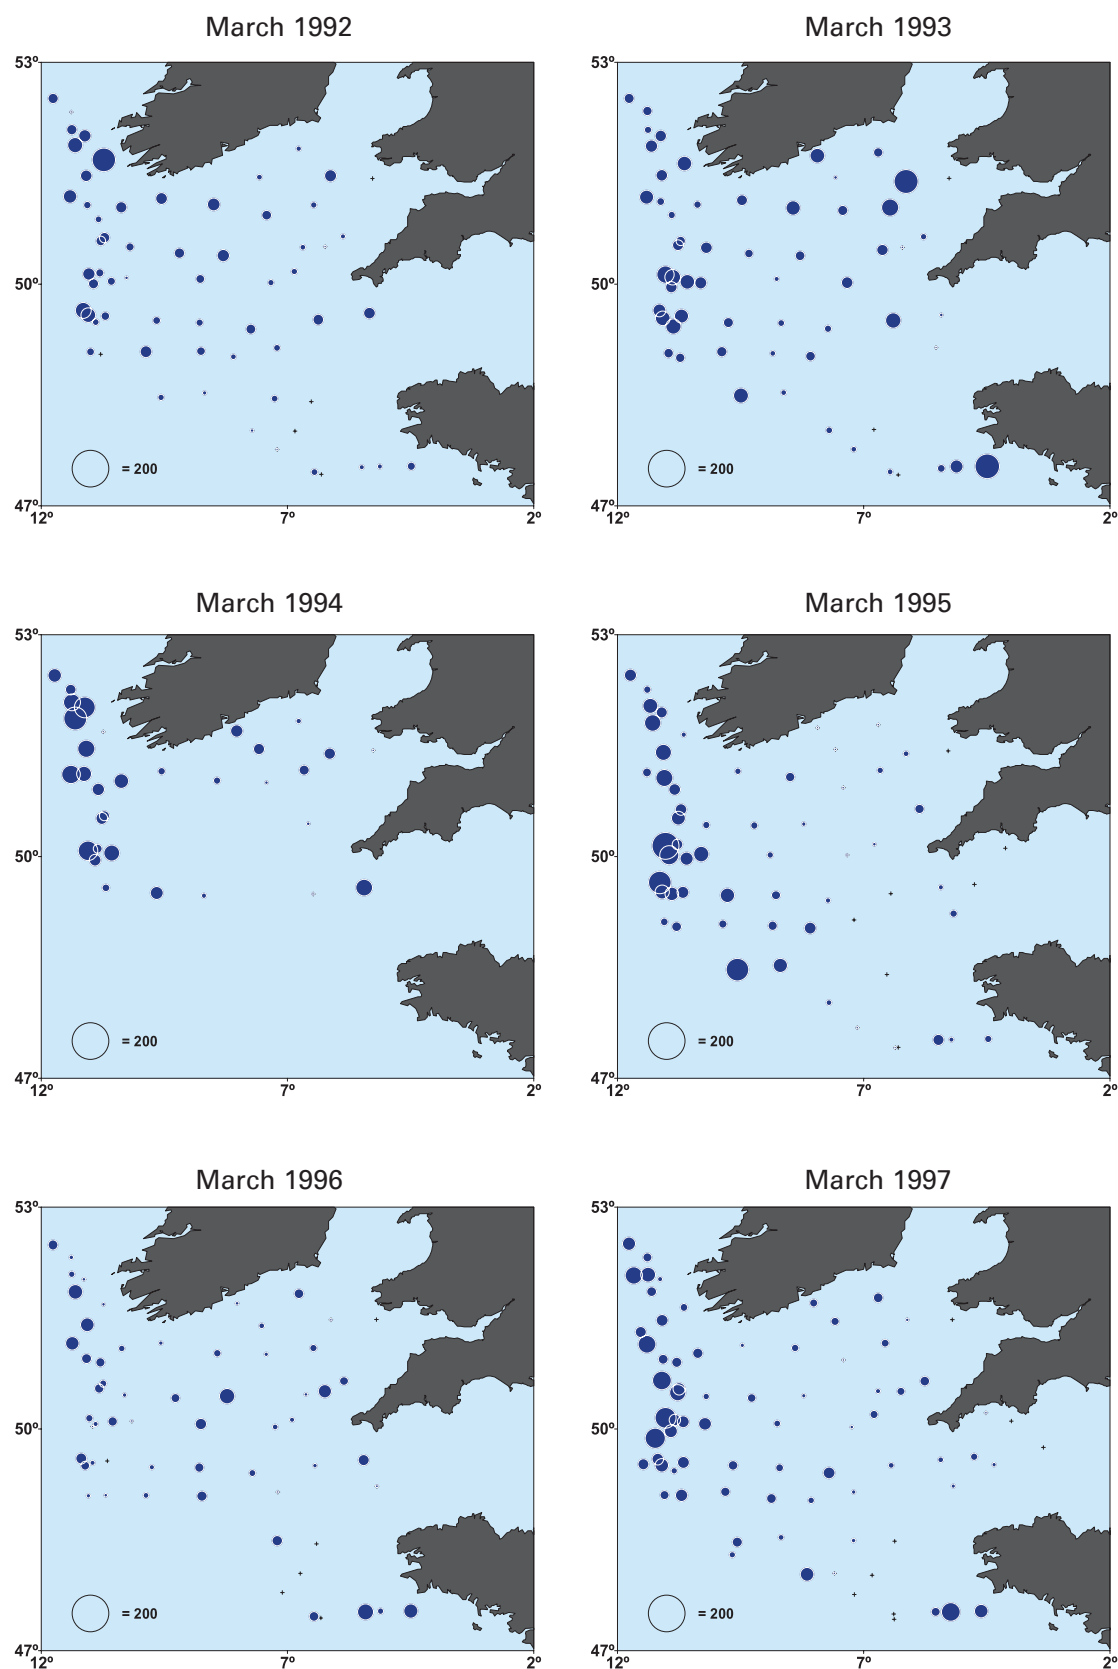 March 1992
March 1993
53º
53º
50º
50º
= 200
= 200
47º
47º
12º
7º
2º
12º
7º
2º
March 1994
March 1995
53º
53º
50º
50º
= 200
= 200
47º
47º
12º
7º
2º
12º
7º
2º
March 1996
March 1997
53º
53º
50º
50º
= 200
= 200
47º
47º
12º
7º
2º
12º
7º
2º